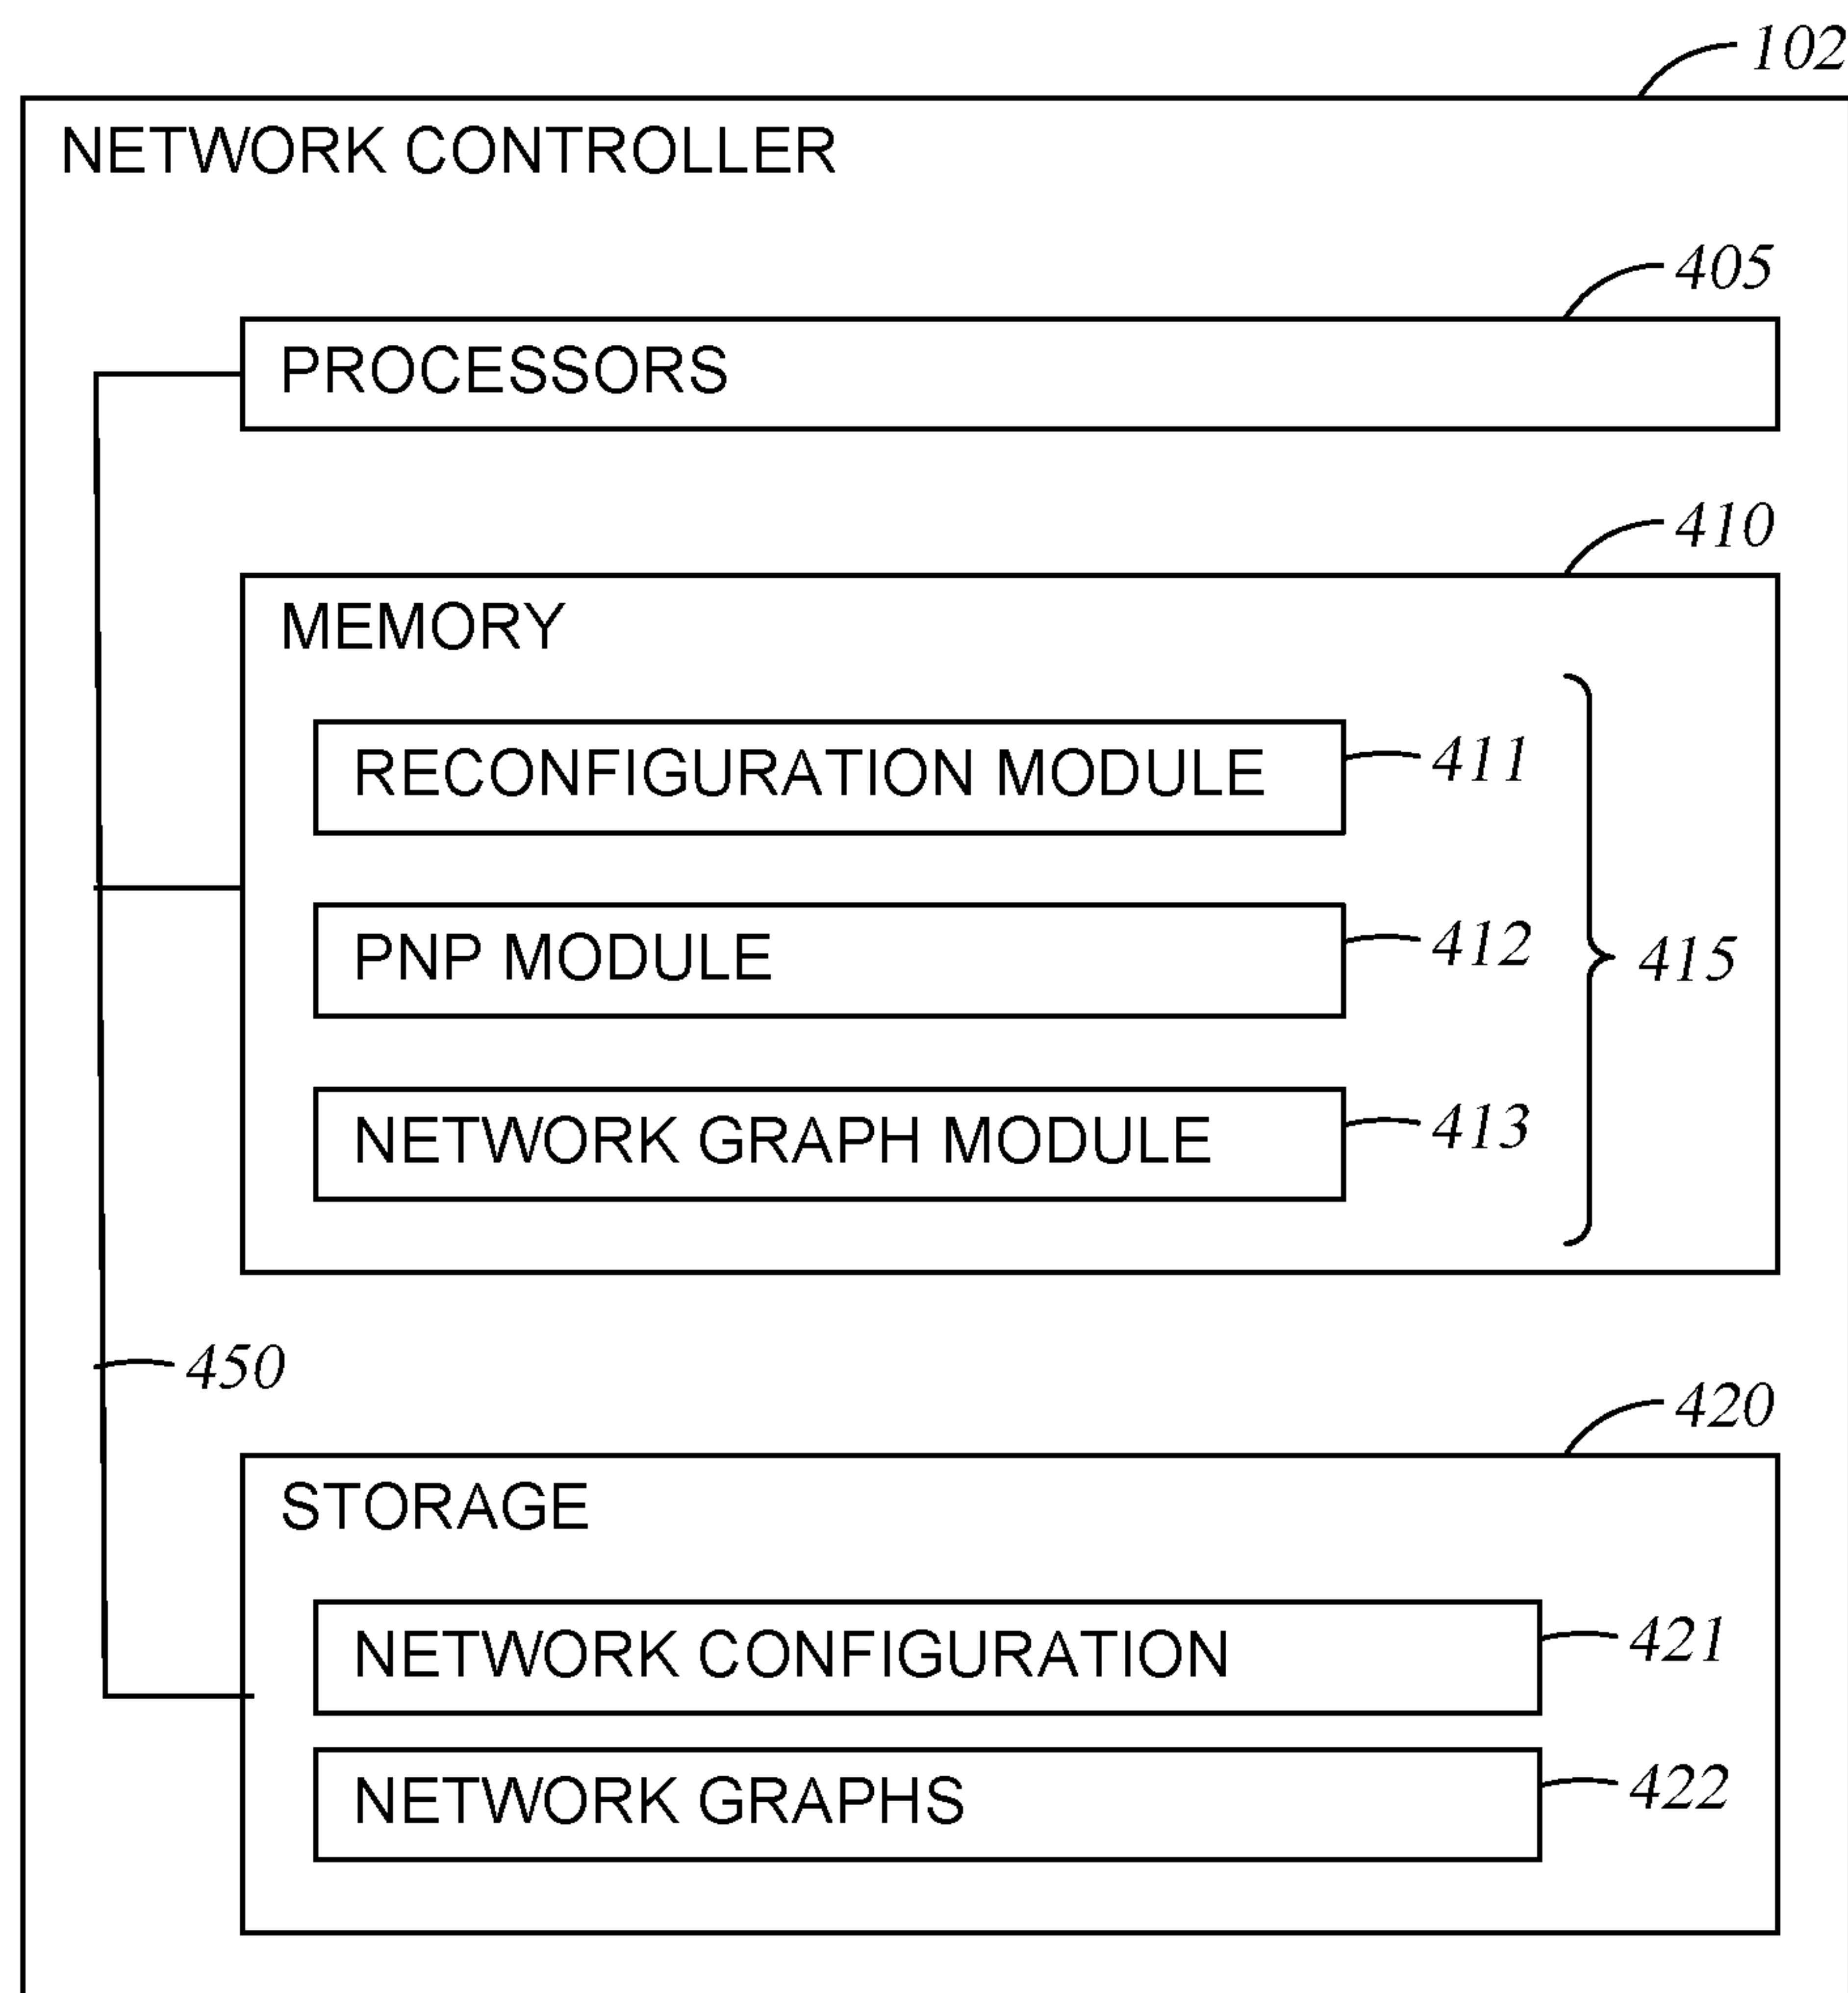 102
NETWORK CONTROLLER
405
PROCESSORS
410
MEMORY
RECONFIGURATION MODULE 411
PNP MODULE 412
415
NETWORK GRAPH MODULE 413
450
420
STORAGE
NETWORK CONFIGURATION 421
NETWORK GRAPHS 422